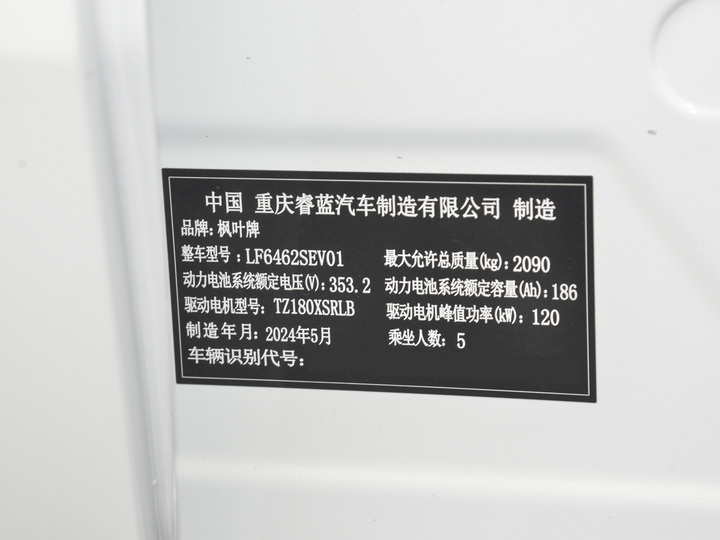 中国 重庆睿蓝汽车制造有限公司 制造
品牌：枫叶牌
整车型号：LF6462SEV01 最大允许总质量(kg)：2090
动力电池系统额定电压(V)：353.2 动力电池系统额定容量(Ah)：186
驱动电机型号：TZ180XSRLB 驱动电机峰值功率(kW)：120
制造年月：2024年5月 乘坐人数：5
车辆识别代号：